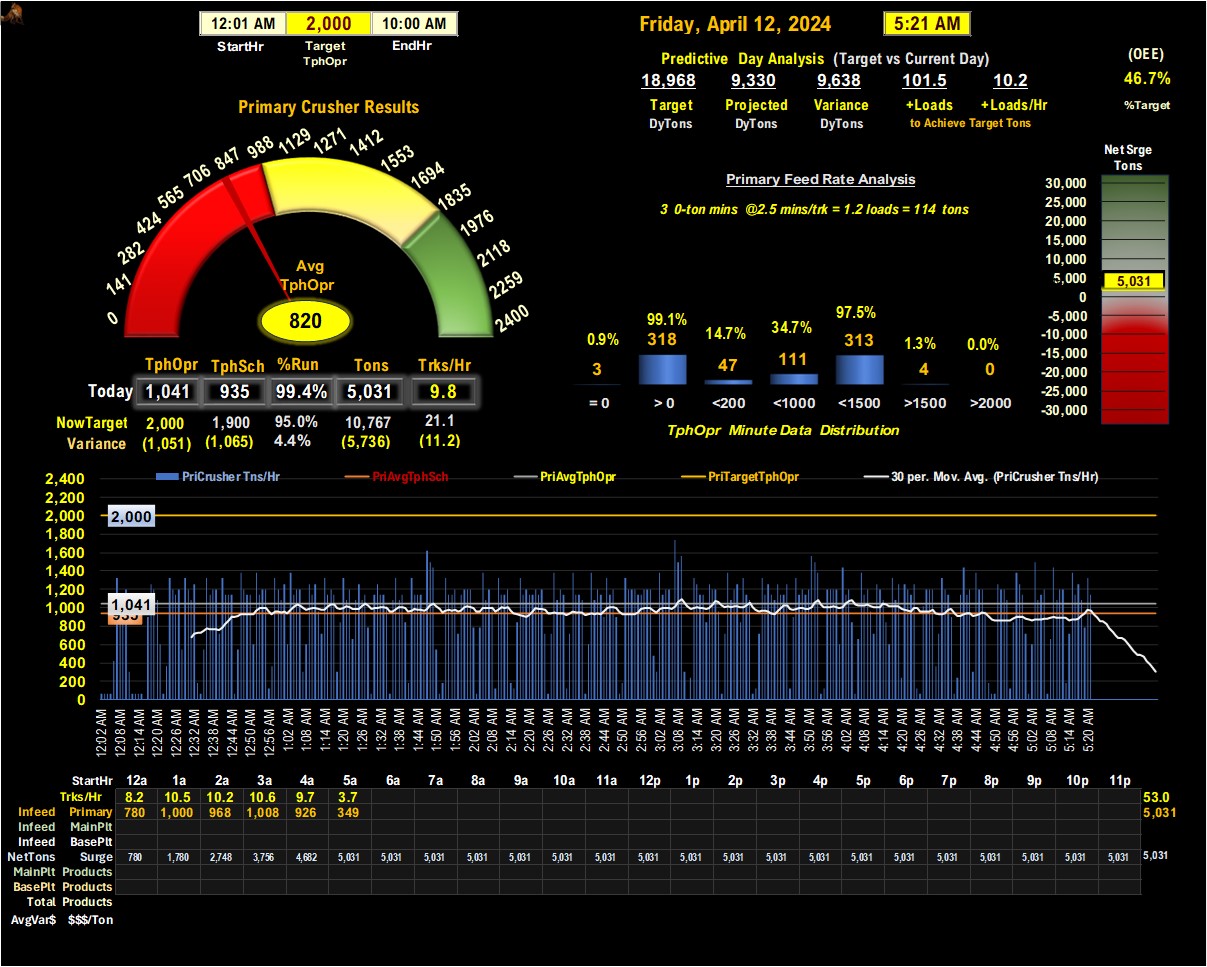 12:01 AM 2,000 10:00 AM
StartHr Target EndHr
TphOpr
Friday, April 12, 2024 5:21 AM
Predictive Day Analysis (Target vs Current Day)
18,968 9,330 9,638 101.5 10.2
Target Projected Variance +Loads +Loads/Hr
DyTons DyTons DyTons to Achieve Target Tons
(OEE)
46.7%
%Target
Primary Crusher Results
0 141 282 424 565 706 847 988 1129 1271 1412 1553 1694 1835 1976 2118 2259 2400
Avg
TphOpr
820
TphOpr TphSch %Run Tons Trks/Hr
Today 1,041 935 99.4% 5,031 9.8
NowTarget 2,000 1,900 95.0% 10,767 21.1
Variance (1,051) (1,065) 4.4% (5,736) (11.2)
Primary Feed Rate Analysis
3 0-ton mins @2.5 mins/trk = 1.2 loads = 114 tons
0.9% 99.1% 14.7% 34.7% 97.5% 1.3% 0.0%
3 318 47 111 313 4 0
= 0 > 0 <200 <1000 <1500 >1500 >2000
TphOpr Minute Data Distribution
Net Srge
Tons
30,000
25,000
20,000
15,000
10,000
5,000
5,031
0
-5,000
-10,000
-15,000
-20,000
-25,000
-30,000
PriCrusher Tns/Hr PriAvgTphSch PriAvgTphOpr PriTargetTphOpr 30 per. Mov. Avg. (PriCrusher Tns/Hr)
2,400
2,200
2,000
2,000
1,800
1,600
1,400
1,200
1,041
1,000
935
800
600
400
200
0
12:02 AM 12:08 AM 12:14 AM 12:20 AM 12:26 AM 12:32 AM 12:38 AM 12:44 AM 12:50 AM 12:56 AM 1:02 AM 1:08 AM 1:14 AM 1:20 AM 1:26 AM 1:32 AM 1:38 AM 1:44 AM 1:50 AM 1:56 AM 2:02 AM 2:08 AM 2:14 AM 2:20 AM 2:26 AM 2:32 AM 2:38 AM 2:44 AM 2:50 AM 2:56 AM 3:02 AM 3:08 AM 3:14 AM 3:20 AM 3:26 AM 3:32 AM 3:38 AM 3:44 AM 3:50 AM 3:56 AM 4:02 AM 4:08 AM 4:14 AM 4:20 AM 4:26 AM 4:32 AM 4:38 AM 4:44 AM 4:50 AM 4:56 AM 5:02 AM 5:08 AM 5:14 AM 5:20 AM
StartHr 12a 1a 2a 3a 4a 5a 6a 7a 8a 9a 10a 11a 12p 1p 2p 3p 4p 5p 6p 7p 8p 9p 10p 11p
Trks/Hr 8.2 10.5 10.2 10.6 9.7 3.7 53.0
Infeed Primary 780 1,000 968 1,008 926 349 5,031
Infeed MainPlt
Infeed BasePlt
NetTons Surge 780 1,780 2,748 3,756 4,682 5,031 5,031 5,031 5,031 5,031 5,031 5,031 5,031 5,031 5,031 5,031 5,031 5,031 5,031 5,031 5,031 5,031 5,031 5,031 5,031
MainPlt Products
BasePlt Products
Total Products
AvgVar$ $$$/Ton